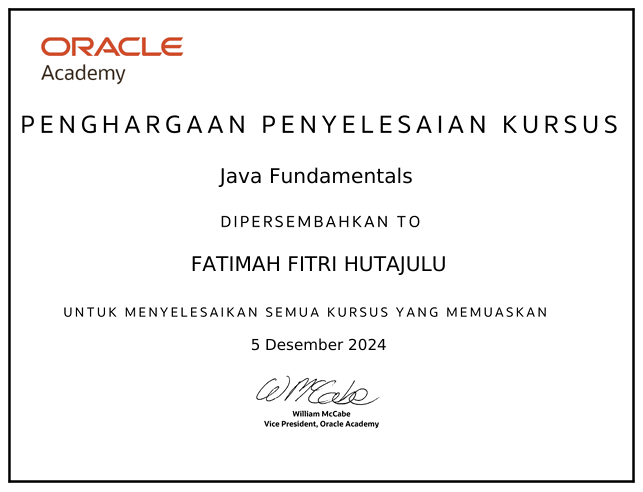 ORACLE
Academy
PENGHARGAAN PENYELESAIAN KURSUS
Java Fundamentals
DIPERSEMBAHKAN TO
FATIMAH FITRI HUTAJULU
UNTUK MENYELESAIKAN SEMUA KURSUS YANG MEMUASKAN
5 Desember 2024
WMcCabe
William McCabe
Vice President, Oracle Academy